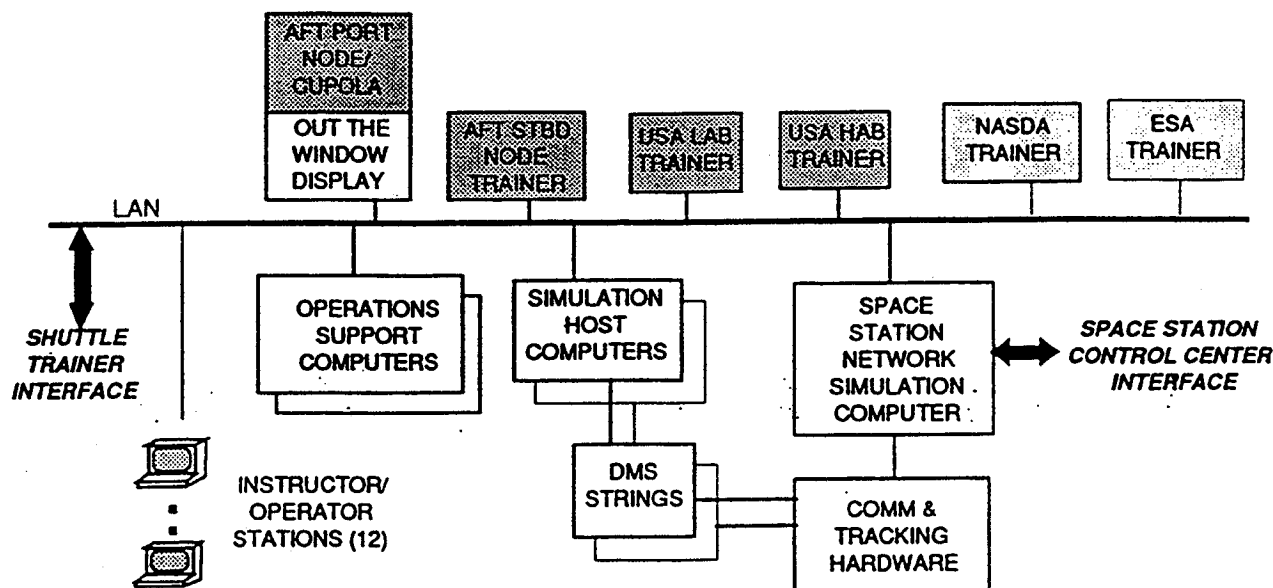 AFT PORT
NODE/
CUPOLA
OUT THE
WINDOW
DISPLAY
AFT STBD
NODE
TRAINER
USA LAB
TRAINER
USA HAB
TRAINER
NASDA
TRAINER
ESA
TRAINER
LAN
SHUTTLE
TRAINER
INTERFACE
OPERATIONS
SUPPORT
COMPUTERS
SIMULATION
HOST
COMPUTERS
SPACE
STATION
NETWORK
SIMULATION
COMPUTER
SPACE STATION
CONTROL CENTER
INTERFACE
INSTRUCTOR/
OPERATOR
STATIONS (12)
DMS
STRINGS
COMM &
TRACKING
HARDWARE